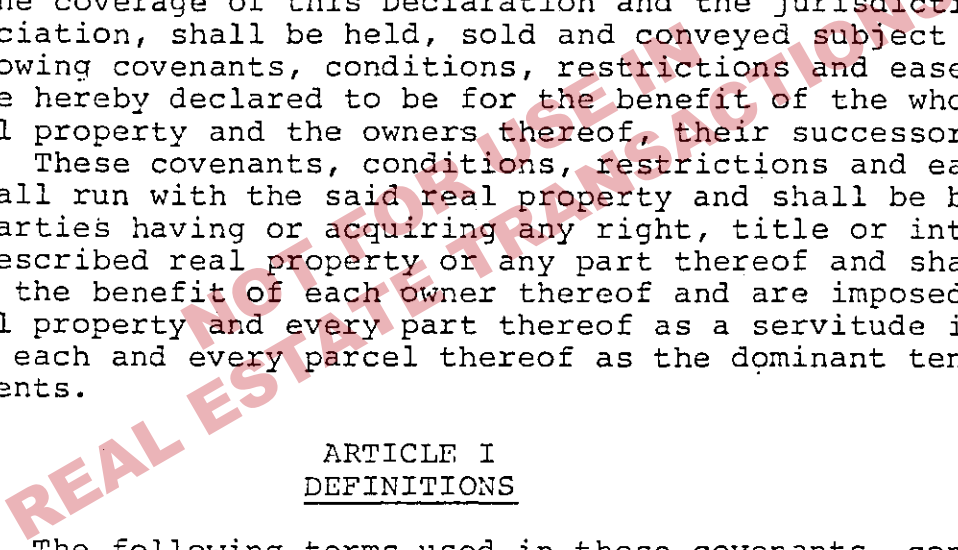 he coverage of this Declaration and the jurisdicti
ciation, shall be held, sold and conveyed subject
owing covenants, conditions, restrictions and ease
e hereby declared to be for the benefit of the who
l property and the owners thereof, their successor
These covenants, conditions, restrictions and ea
all run with the said real property and shall be b
arties having or acquiring any right, title or int
escribed real property or any part thereof and sha
the benefit of each owner thereof and are imposed
l property and every part thereof as a servitude i
each and every parcel thereof as the dominant ten
ents.
ARTICLE I
DEFINITIONS
The following terms used in these covenants, con
NOT FOR USE IN
REAL ESTATE TRANSACTIONS